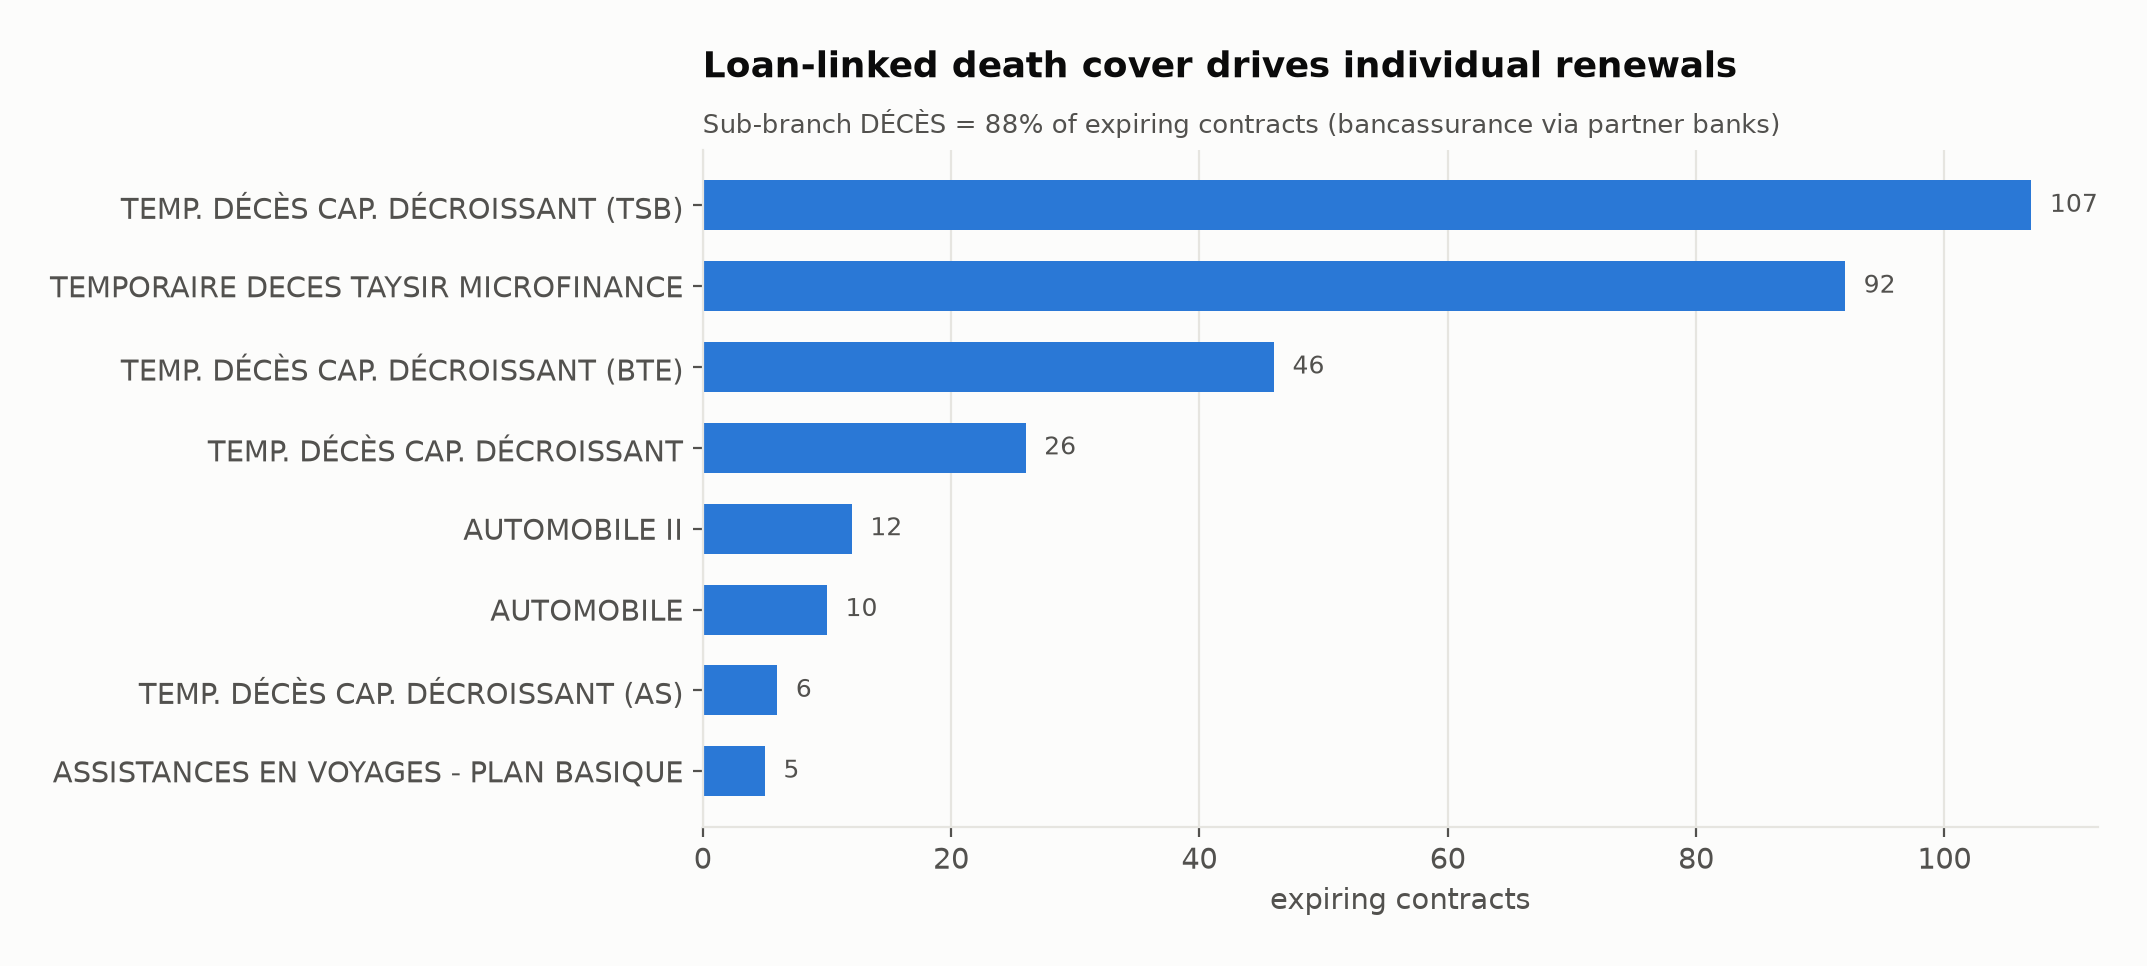 Loan-linked death cover drives individual renewals
Sub-branch DÉCÈS = 88% of expiring contracts (bancassurance via partner banks)
TEMP. DÉCÈS CAP. DÉCROISSANT (TSB)
107
TEMPORAIRE DECES TAYSIR MICROFINANCE
92
TEMP. DÉCÈS CAP. DÉCROISSANT (BTE)
46
TEMP. DÉCÈS CAP. DÉCROISSANT
26
AUTOMOBILE II
12
AUTOMOBILE
10
TEMP. DÉCÈS CAP. DÉCROISSANT (AS)
6
ASSISTANCES EN VOYAGES - PLAN BASIQUE
5
0 20 40 60 80 100
expiring contracts